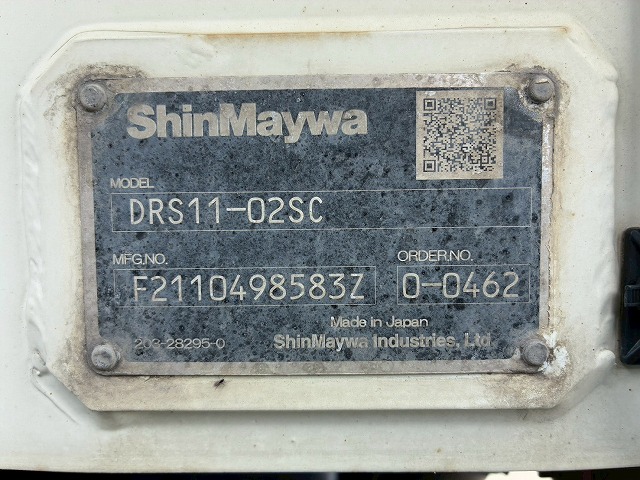 ShinMaywa
MODEL
DRS11-02SC
MFG.NO.
ORDER.NO.
F2110498583Z
0-0462
Made in Japan
203-28295-0
ShinMaywa Industries, Ltd.